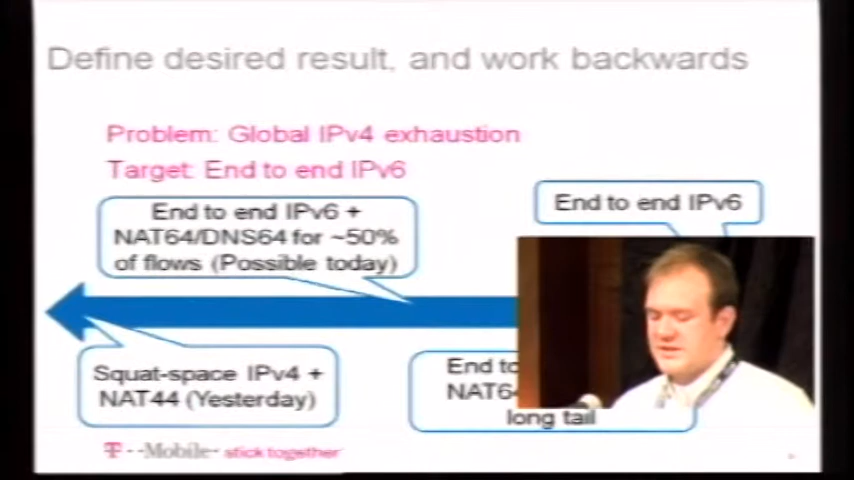 Define desired result, and work backwards
Problem: Global IPv4 exhaustion
Target: End to end IPv6
End to end IPv6 +
NAT64/DNS64 for ~50%
of flows (Possible today)
End to end IPv6
Squat-space IPv4 +
NAT44 (Yesterday)
End to
NAT64
long tail
T··Mobile· stick together